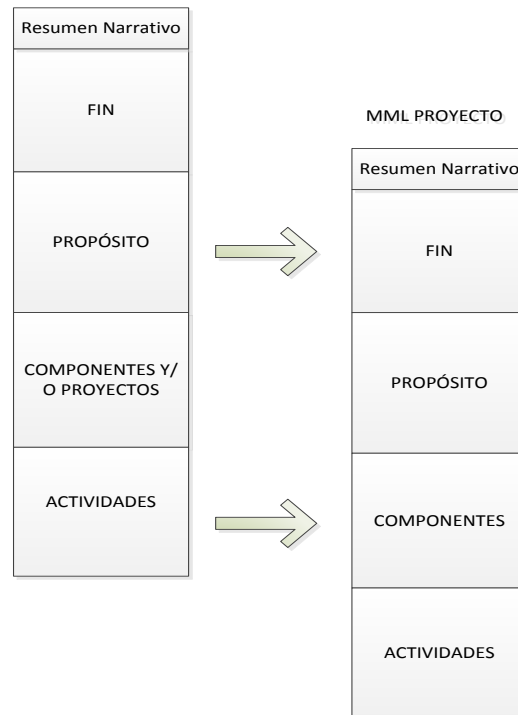 Resumen Narrativo
FIN
PROPÓSITO
COMPONENTES Y/
O PROYECTOS
ACTIVIDADES
MML PROYECTO
Resumen Narrativo
FIN
PROPÓSITO
COMPONENTES
ACTIVIDADES